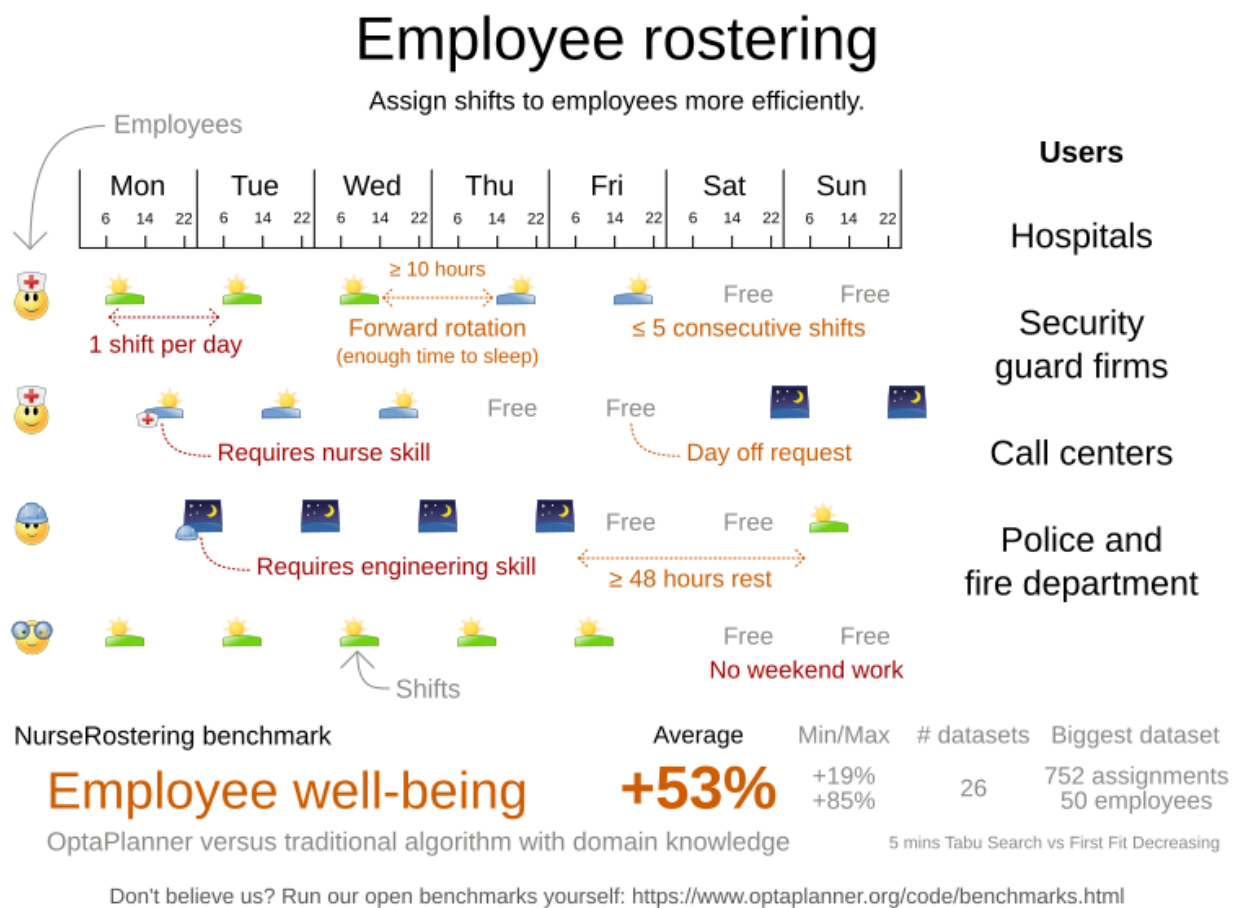 Employee rostering
Assign shifts to employees more efficiently.
Employees
Users
Mon Tue Wed Thu Fri Sat Sun
6 14 22 6 14 22 6 14 22 6 14 22 6 14 22 6 14 22 6 14 22
Hospitals
≥ 10 hours
Free Free
1 shift per day
Forward rotation
(enough time to sleep)
≤ 5 consecutive shifts
Security
guard firms
Free Free
Requires nurse skill
Day off request
Call centers
Free Free
Requires engineering skill
≥ 48 hours rest
Police and
fire department
Free Free
No weekend work
Shifts
NurseRostering benchmark
Average Min/Max # datasets Biggest dataset
Employee well-being
+53%
+19%
+85%
26
752 assignments
50 employees
OptaPlanner versus traditional algorithm with domain knowledge
5 mins Tabu Search vs First Fit Decreasing
Don't believe us? Run our open benchmarks yourself: https://www.optaplanner.org/code/benchmarks.html